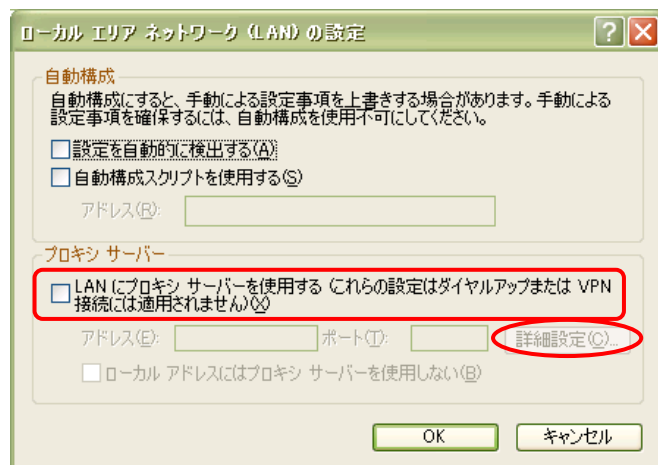 ローカル エリア ネットワーク (LAN) の設定
自動構成
自動構成にすると、手動による設定事項を上書きする場合があります。手動による
設定事項を確保するには、自動構成を使用不可にしてください。
設定を自動的に検出する(A)
自動構成スクリプトを使用する(S)
アドレス(R):
プロキシ サーバー
LAN にプロキシ サーバーを使用する (これらの設定はダイヤルアップまたは VPN
接続には適用されません)(X)
アドレス(E): ポート(T): 詳細設定(C)...
ローカル アドレスにはプロキシ サーバーを使用しない(B)
OK キャンセル